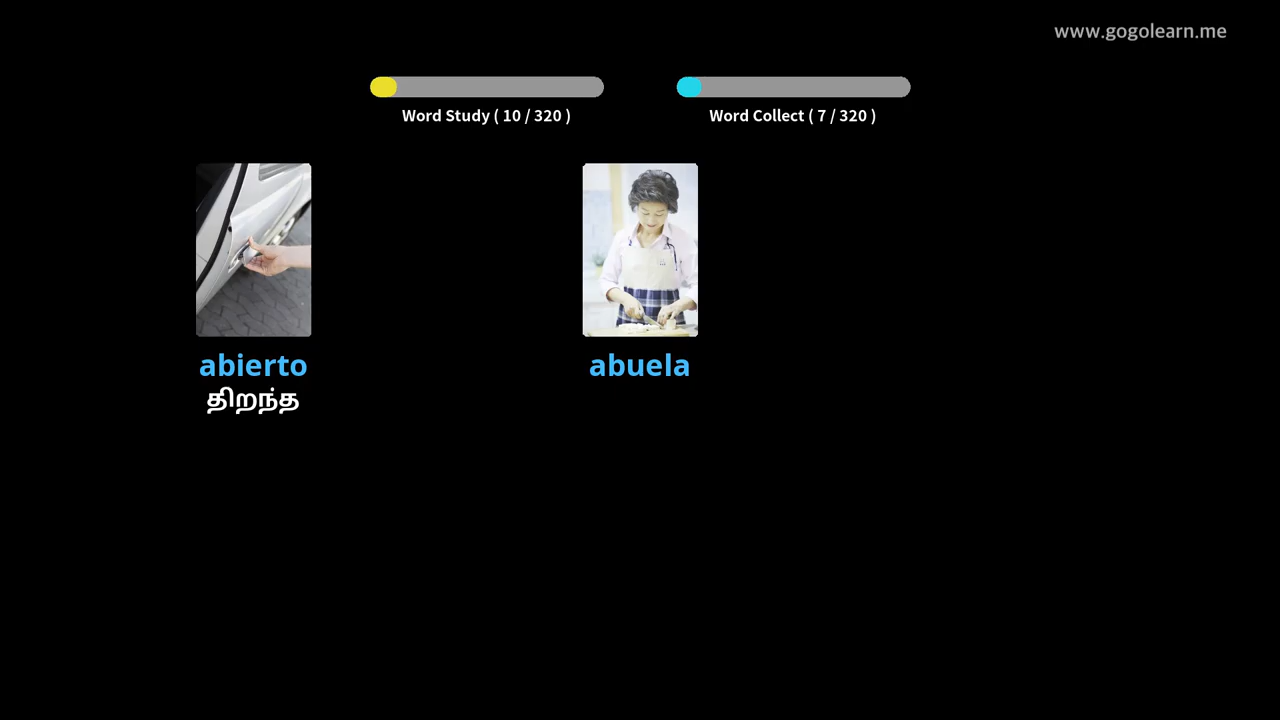 www.gogolearn.me
Word Study ( 10 / 320 )
Word Collect ( 7 / 320 )
abierto
திறந்த
abuela